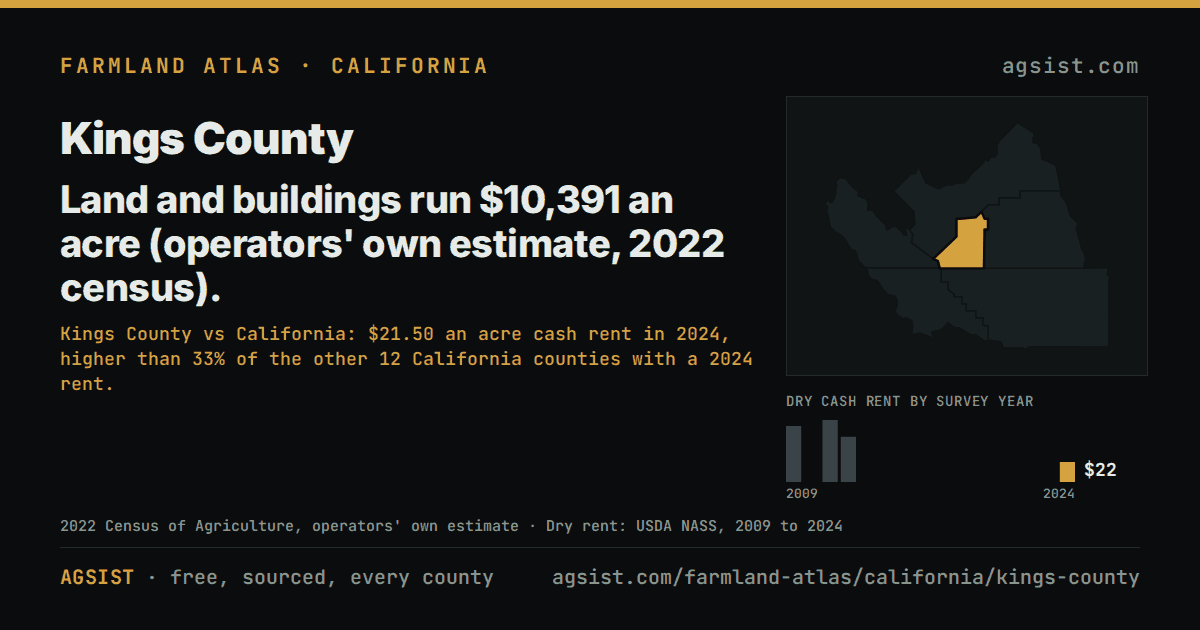 FARMLAND ATLAS · CALIFORNIA
agsist.com
Kings County
Land and buildings run $10,391 an
acre (operators' own estimate, 2022
census).
Kings County vs California: $21.50 an acre cash rent in 2024,
higher than 33% of the other 12 California counties with a 2024
rent.
DRY CASH RENT BY SURVEY YEAR
$22
2009
2024
2022 Census of Agriculture, operators' own estimate · Dry rent: USDA NASS, 2009 to 2024
AGSIST · free, sourced, every county
agsist.com/farmland-atlas/california/kings-county